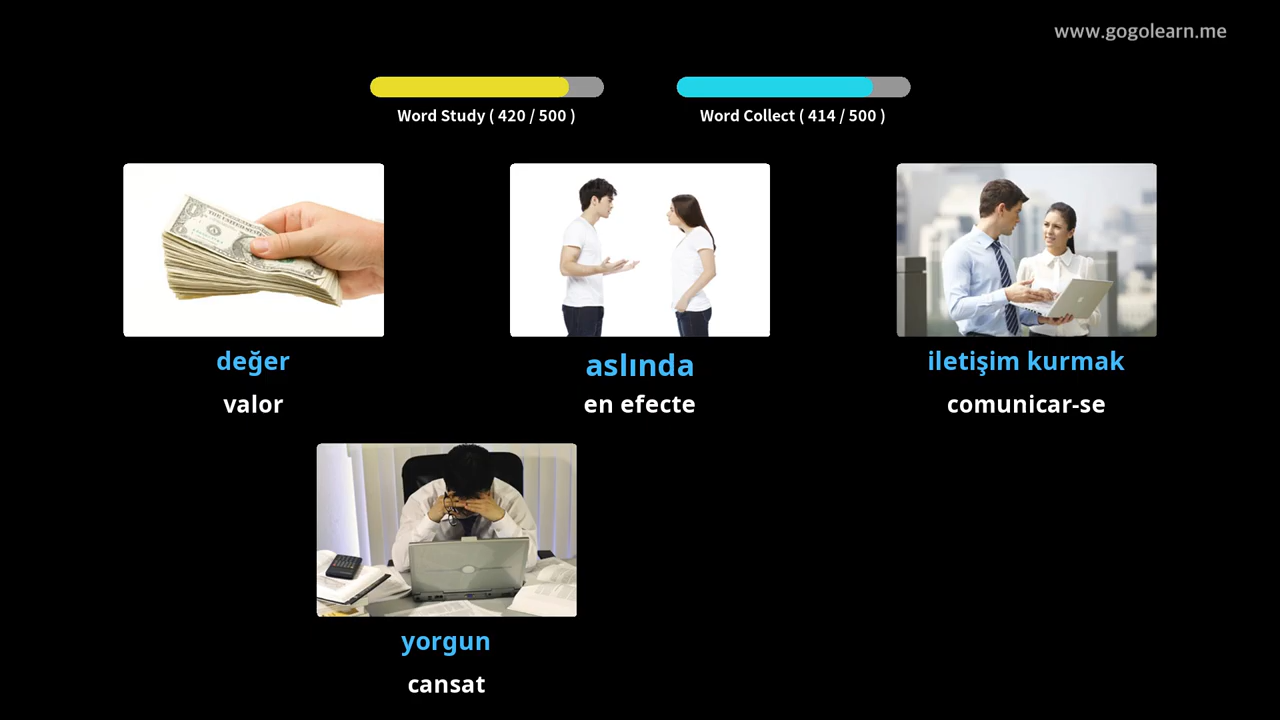 www.gogolearn.me
Word Study ( 420 / 500 )
Word Collect ( 414 / 500 )
değer
aslında
iletişim kurmak
valor
en efecte
comunicar-se
yorgun
cansat